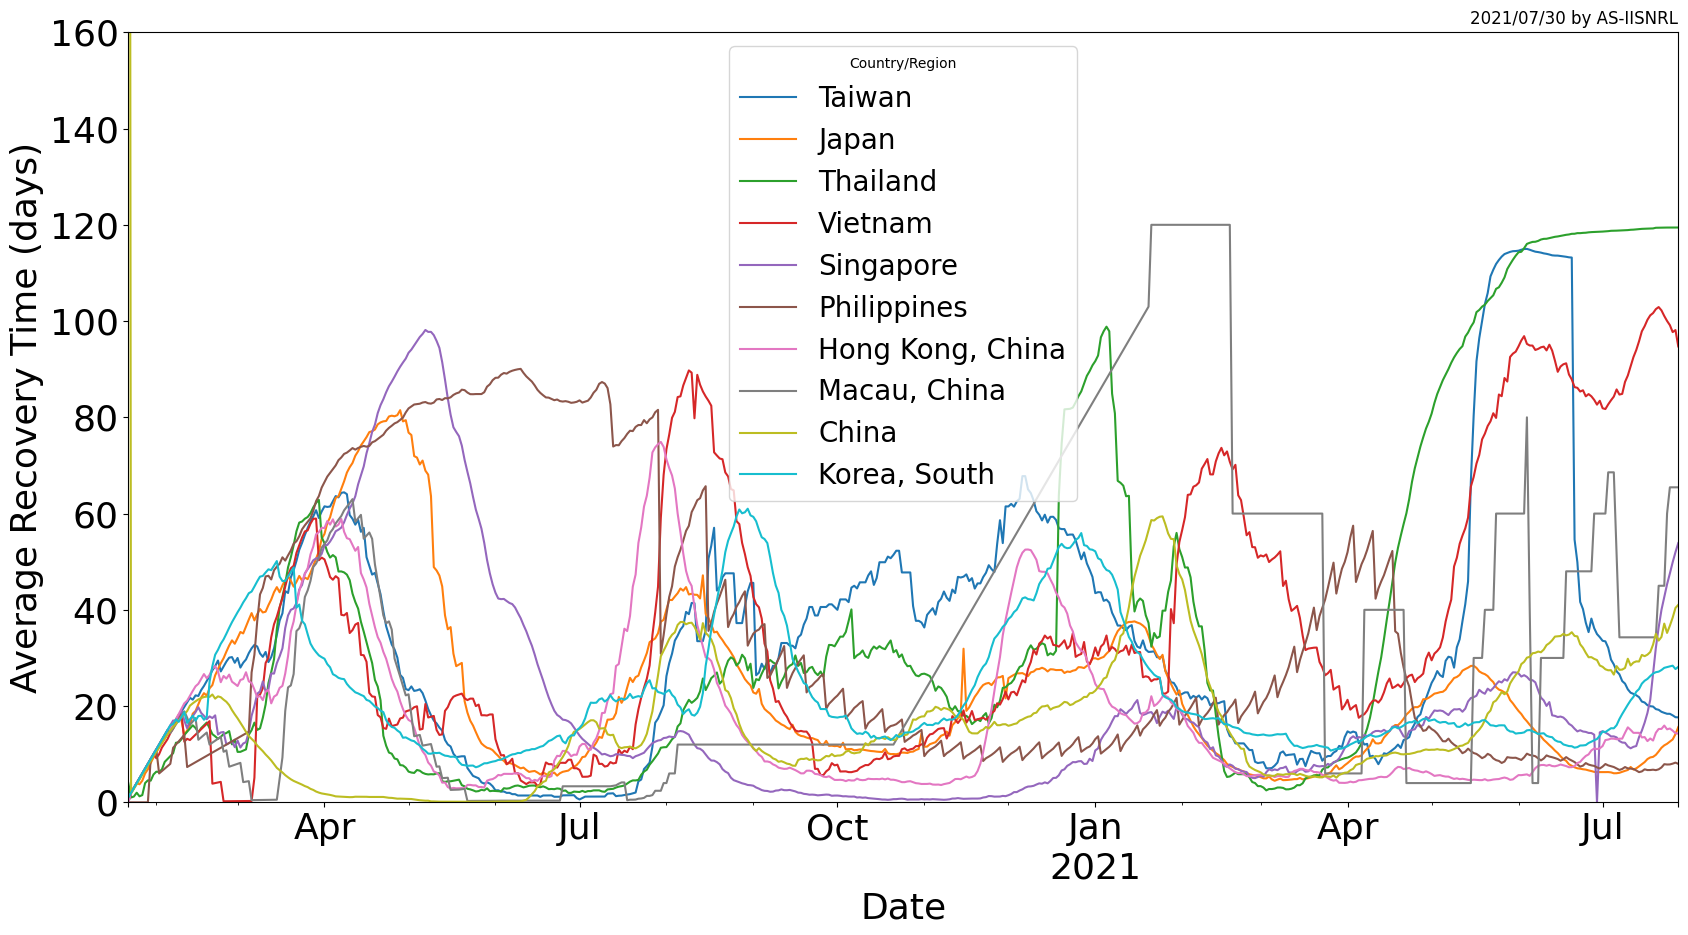 2021/07/30 by AS-IISNRL
160
140
120
100
80
60
40
20
0
Average Recovery Time (days)
Country/Region
Taiwan
Japan
Thailand
Vietnam
Singapore
Philippines
Hong Kong, China
Macau, China
China
Korea, South
Apr
Jul
Oct
Jan
2021
Apr
Jul
Date